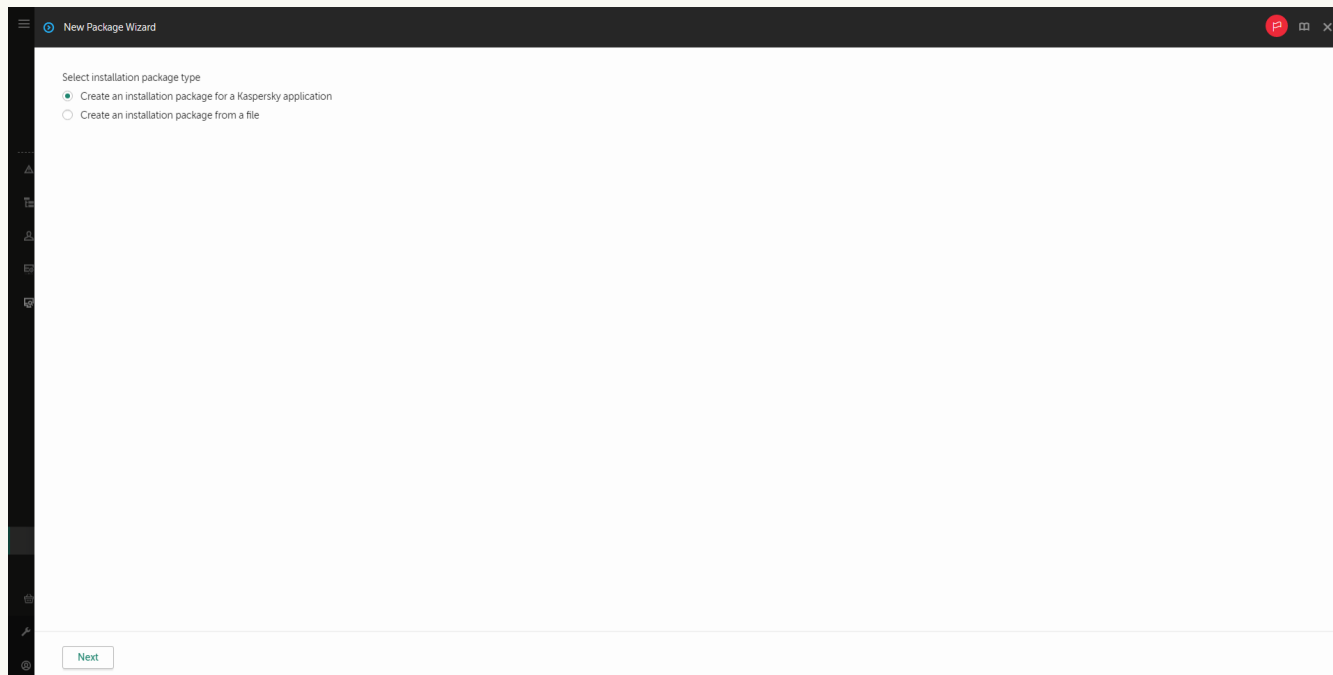 New Package Wizard
Select installation package type
Create an installation package for a Kaspersky application
Create an installation package from a file
Next